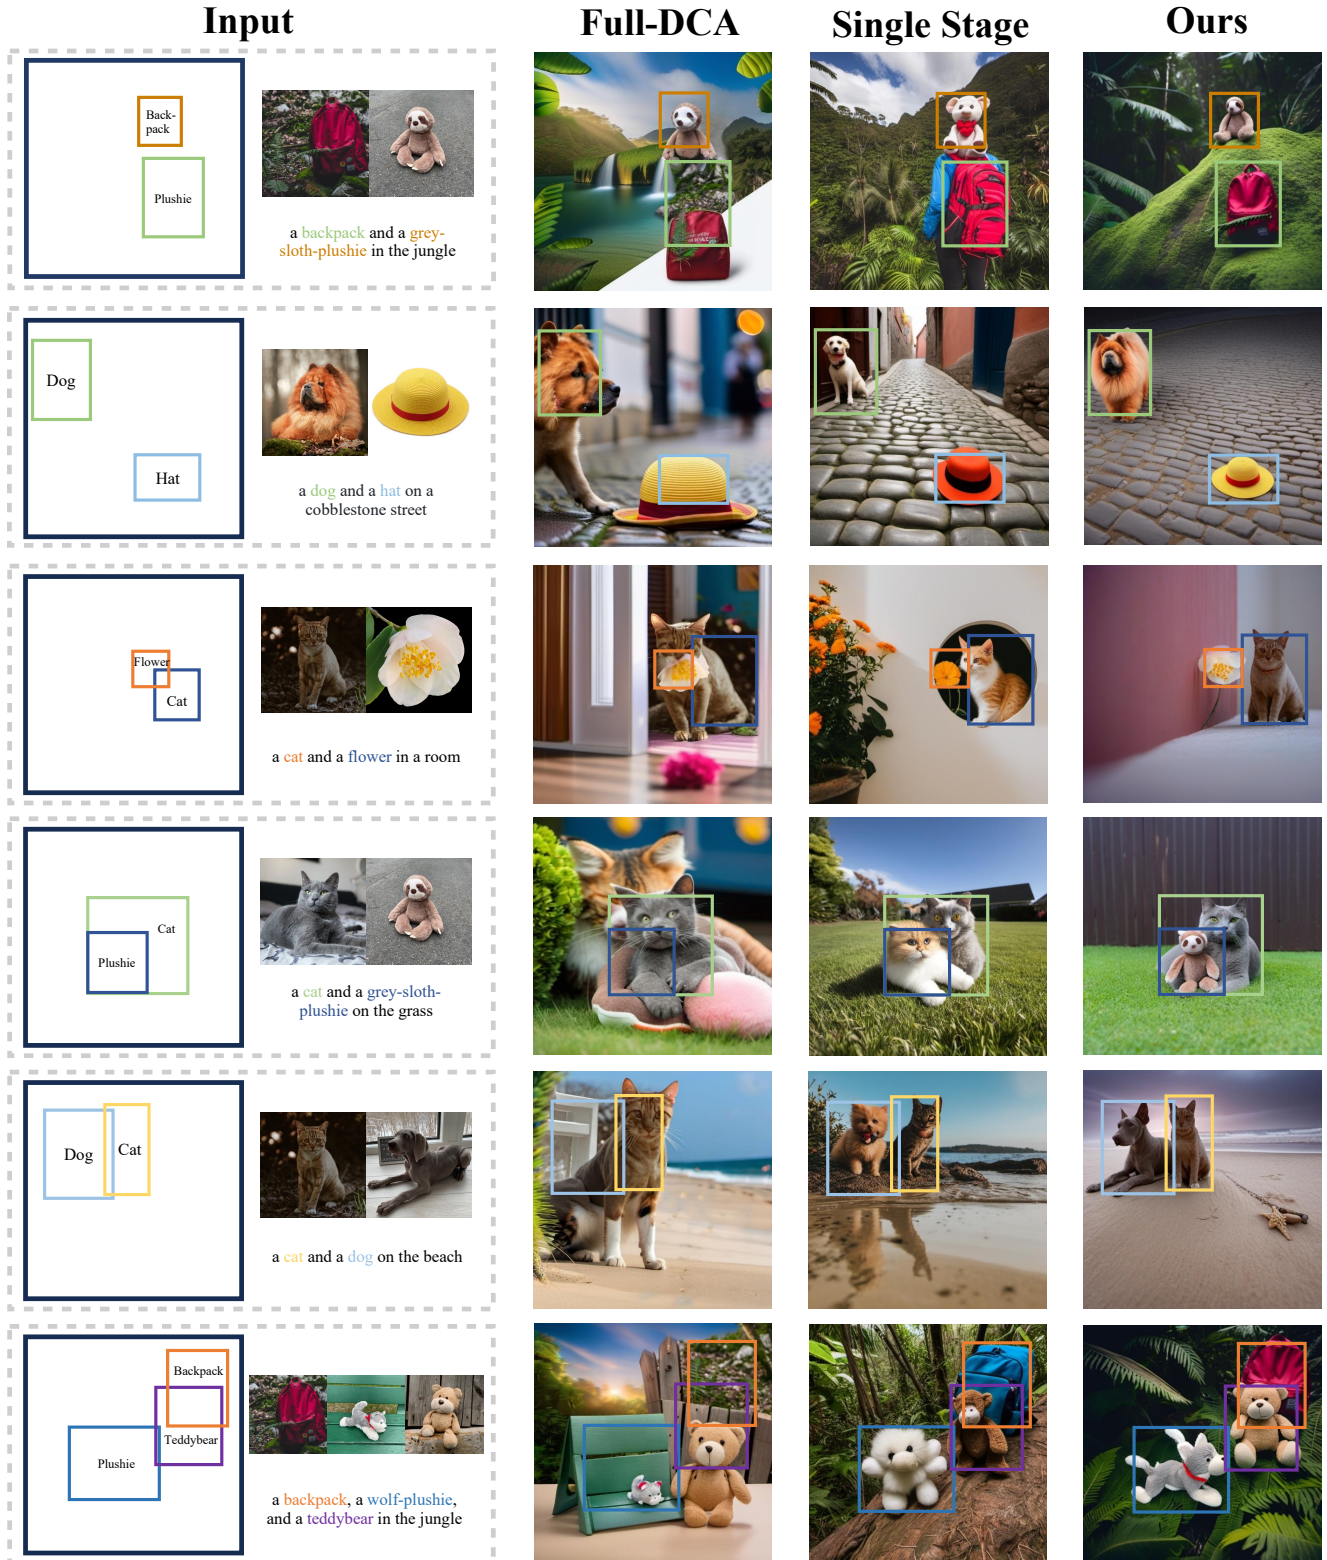 Input Full-DCA Single Stage Ours
Back-
pack
Plushie
a backpack and a grey-
sloth-plushie in the jungle
Dog
Hat
a dog and a hat on a
cobblestone street
Flower
Cat
a cat and a flower in a room
Cat
Plushie
a cat and a grey-sloth-
plushie on the grass
Dog
Cat
a cat and a dog on the beach
Backpack
Teddybear
Plushie
a backpack, a wolf-plushie,
and a teddybear in the jungle